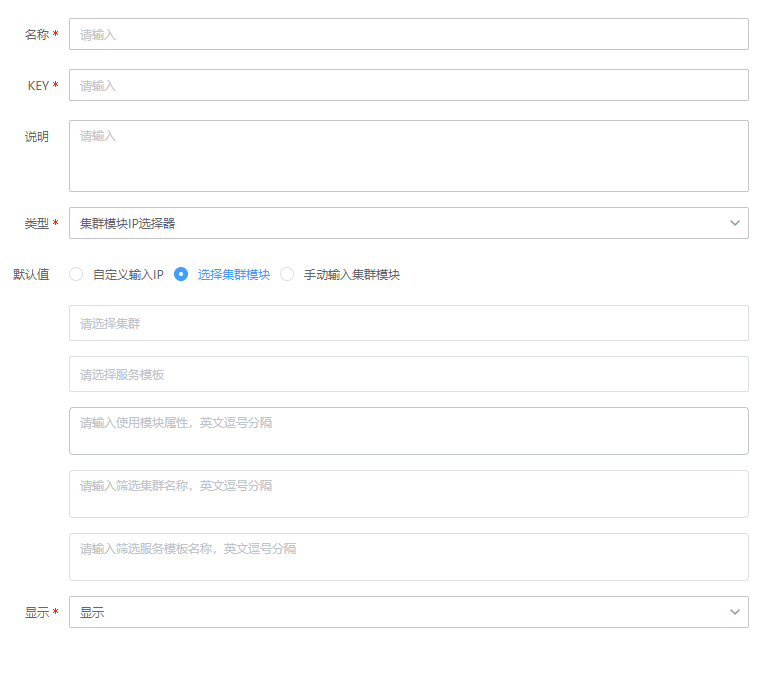 名称 * 请输入
KEY * 请输入
说明 请输入
类型 * 集群模块IP选择器
默认值 自定义输入IP 选择集群模块 手动输入集群模块
请选择集群
请选择服务模板
请输入使用模块属性，英文逗号分隔
请输入筛选集群名称，英文逗号分隔
请输入筛选服务模板名称，英文逗号分隔
显示 * 显示